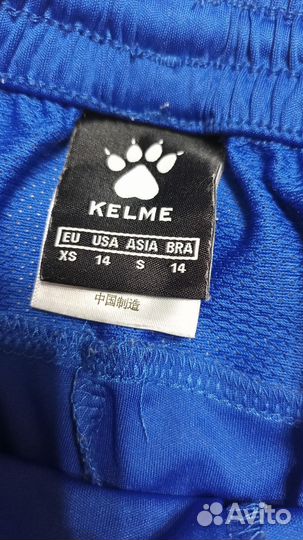 KELME
EU USA ASIA BRA
XS 14 S 14
中国制造
Avito